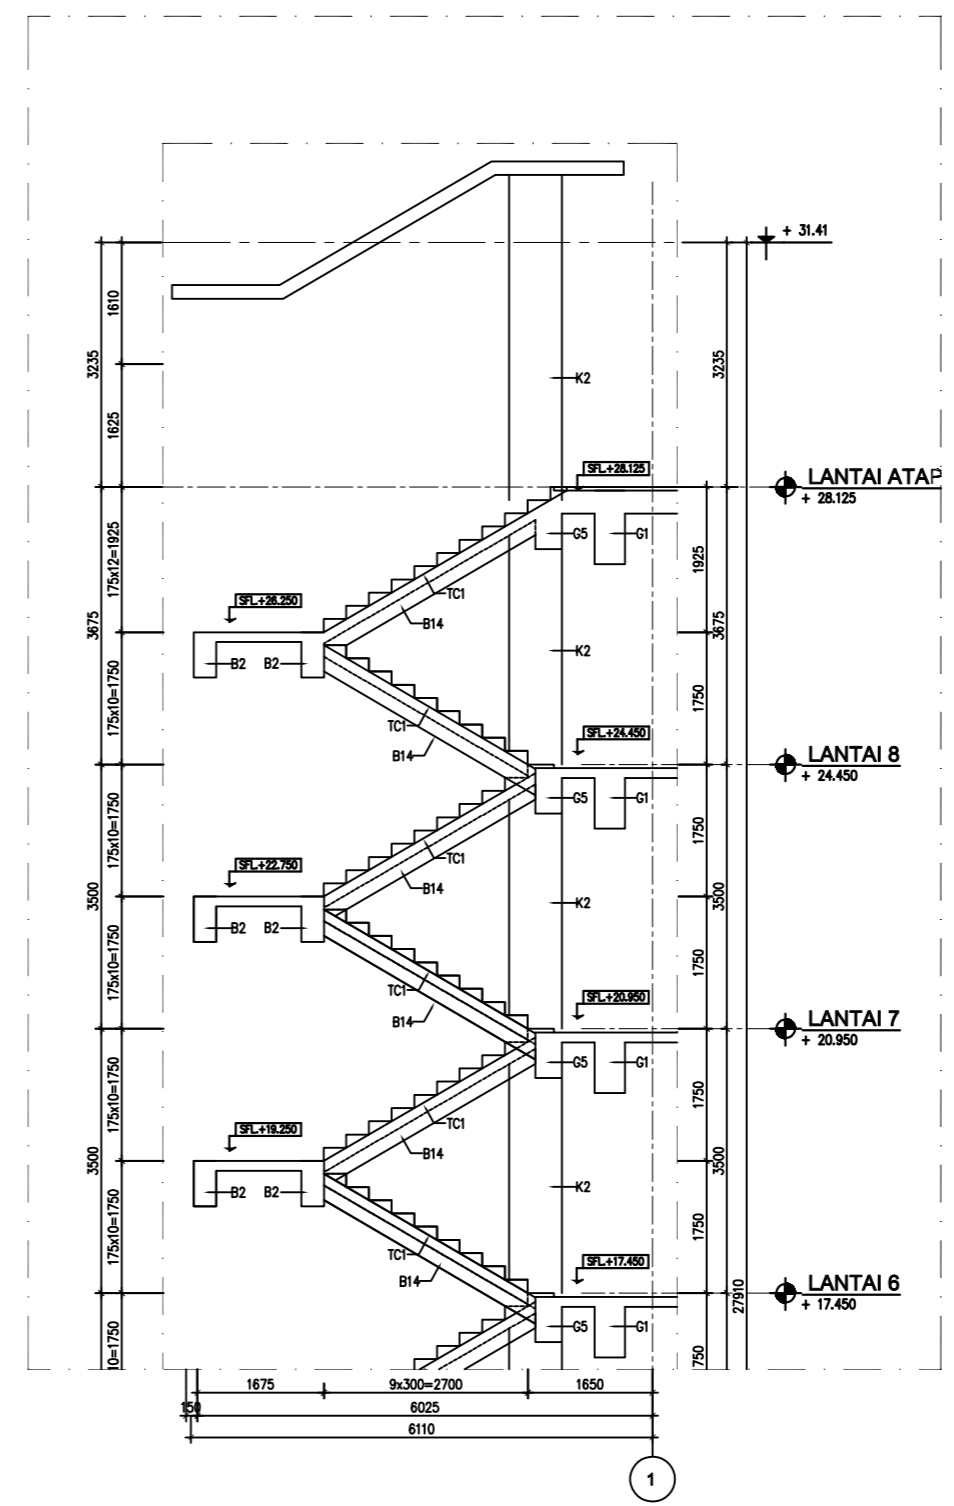 + 31.41
1610
3235
3235
K2
1625
SFL.+28.125
LANTAI ATAP
+ 28.125
G5
G1
175x12=1925
1925
TC1
SFL.+26.250
B14
3675
3675
B2
B2
K2
175x10=1750
1750
TC1
SFL.+24.450
B14
LANTAI 8
+ 24.450
G5
G1
175x10=1750
1750
TC1
SFL.+22.750
B14
3500
3500
K2
B2
B2
175x10=1750
1750
TC1
SFL.+20.950
B14
LANTAI 7
+ 20.950
G5
G1
175x10=1750
1750
TC1
SFL.+19.250
B14
3500
3500
K2
B2
B2
175x10=1750
1750
TC1
SFL.+17.450
B14
LANTAI 6
27910
+ 17.450
G5
G1
10=1750
750
1675
9x300=2700
1650
150
6025
6110
1